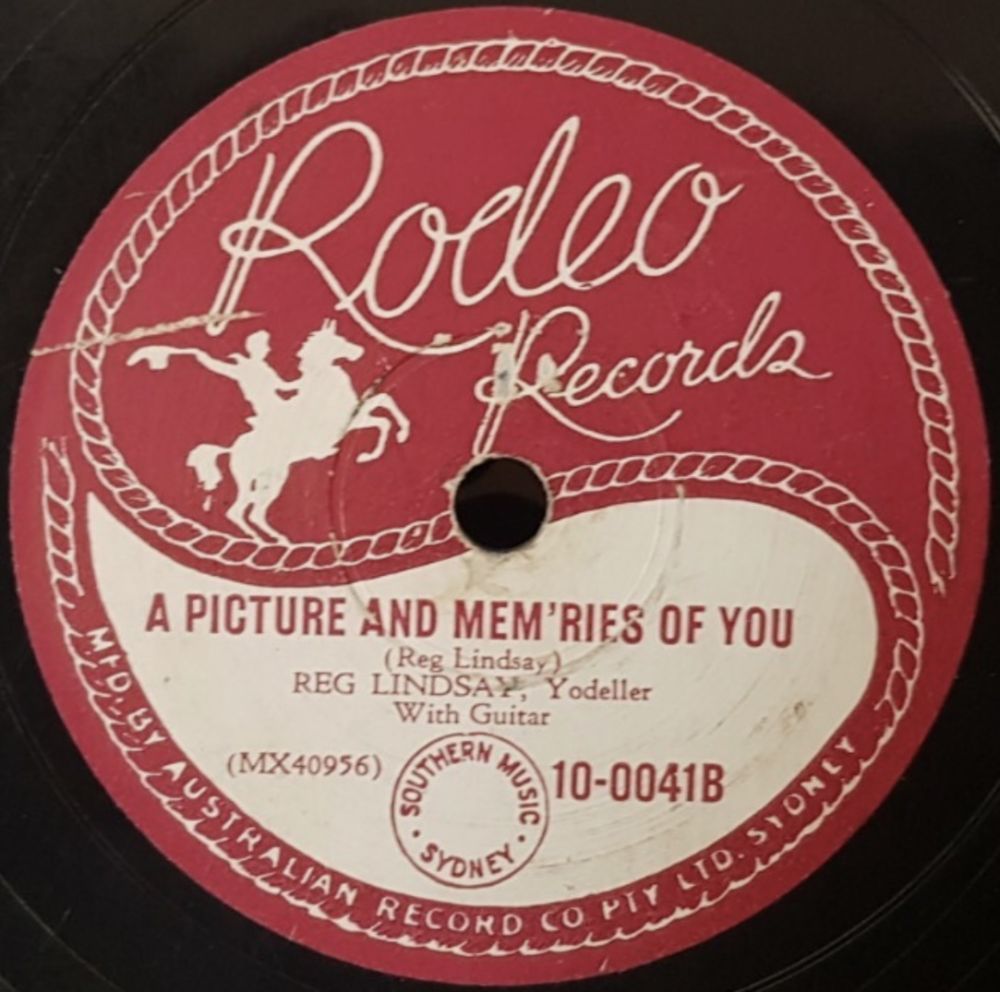 Rodeo
Records
A PICTURE AND MEM'RIES OF YOU
(Reg Lindsay)
REG LINDSAY, Yodeller
With Guitar
(MX40956)
SOUTHERN MUSIC
• SYDNEY •
10-0041B
MFD. BY AUSTRALIAN RECORD CO PTY LTD. SYDNEY